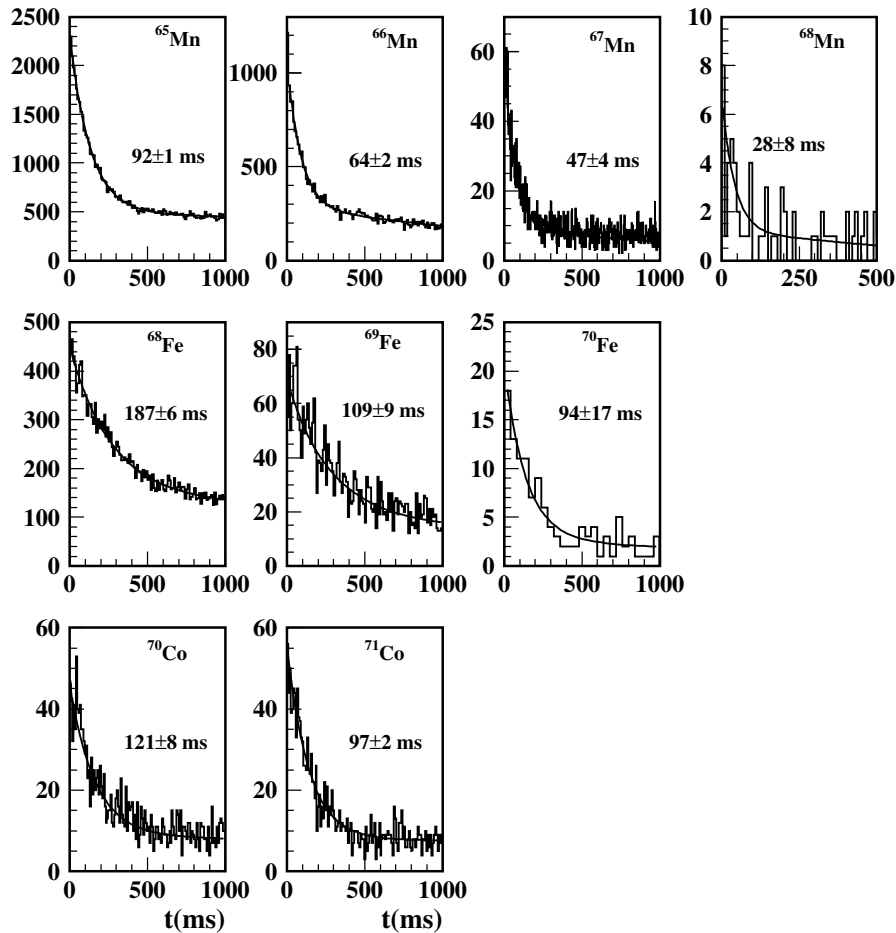 2500
2000
1500
1000
500
0
⁶⁵Mn
92±1 ms
0 500 1000
1000
500
0
⁶⁶Mn
64±2 ms
0 500 1000
60
40
20
0
⁶⁷Mn
47±4 ms
0 500 1000
10
8
6
4
2
0
⁶⁸Mn
28±8 ms
0 250 500
500
400
300
200
100
0
⁶⁸Fe
187±6 ms
0 500 1000
80
60
40
20
0
⁶⁹Fe
109±9 ms
0 500 1000
25
20
15
10
5
0
⁷⁰Fe
94±17 ms
0 500 1000
60
40
20
0
⁷⁰Co
121±8 ms
0 500 1000
t(ms)
60
40
20
0
⁷¹Co
97±2 ms
0 500 1000
t(ms)